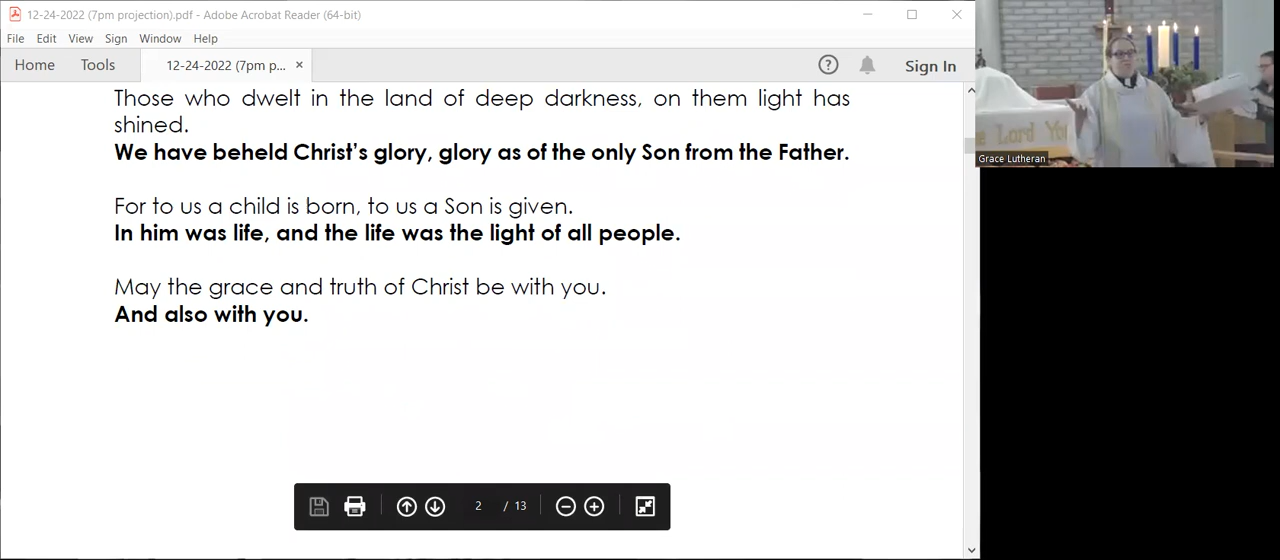 12-24-2022 (7pm projection).pdf - Adobe Acrobat Reader (64-bit)
File Edit View Sign Window Help
Home Tools 12-24-2022 (7pm p... × Sign In
Those who dwelt in the land of deep darkness, on them light has
shined.
We have beheld Christ’s glory, glory as of the only Son from the Father.
For to us a child is born, to us a Son is given.
In him was life, and the life was the light of all people.
May the grace and truth of Christ be with you.
And also with you.
2 / 13
Lord
Grace Lutheran